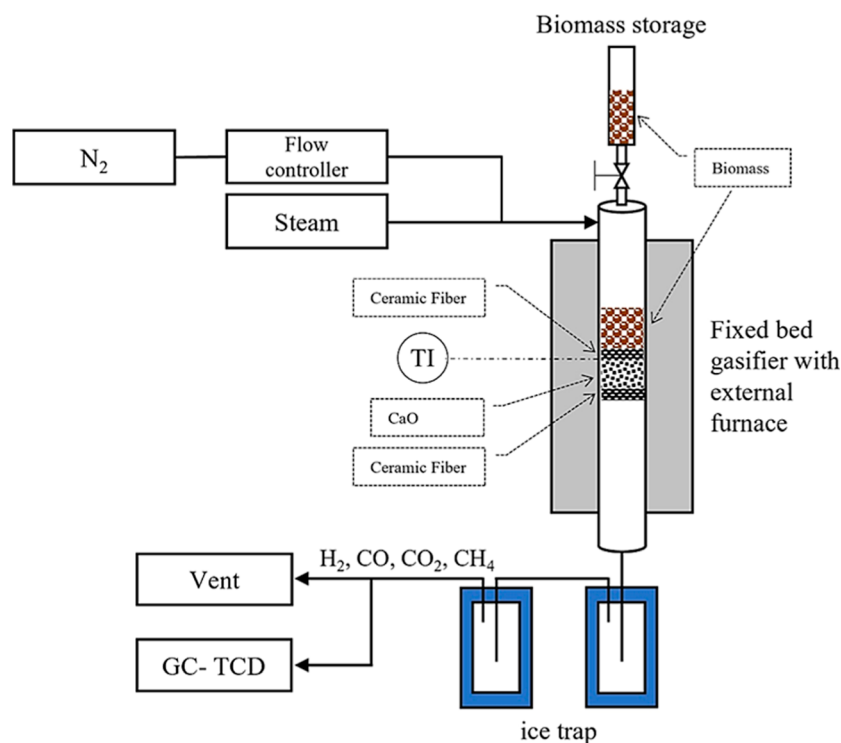 Biomass storage
N₂
Flow
controller
Steam
Biomass
Ceramic Fiber
TI
CaO
Ceramic Fiber
Fixed bed
gasifier with
external
furnace
H₂, CO, CO₂, CH₄
Vent
GC- TCD
ice trap